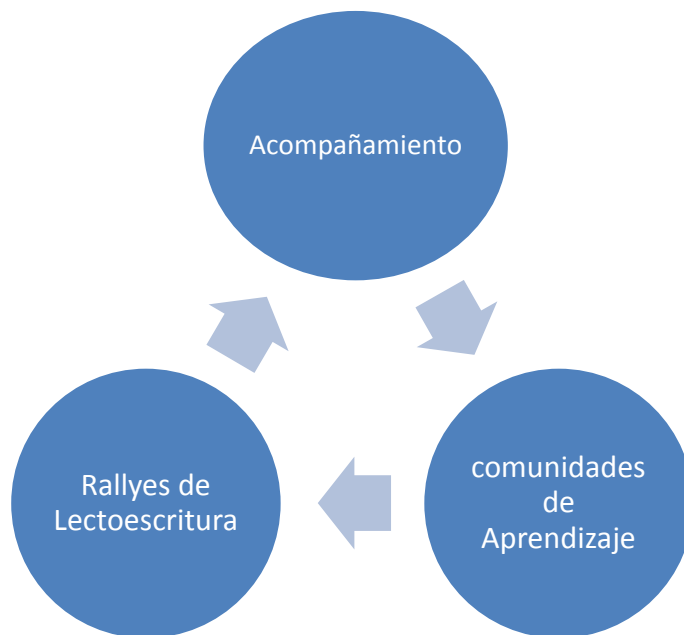 Acompañamiento
comunidades
de
Aprendizaje
Rallyes de
Lectoescritura